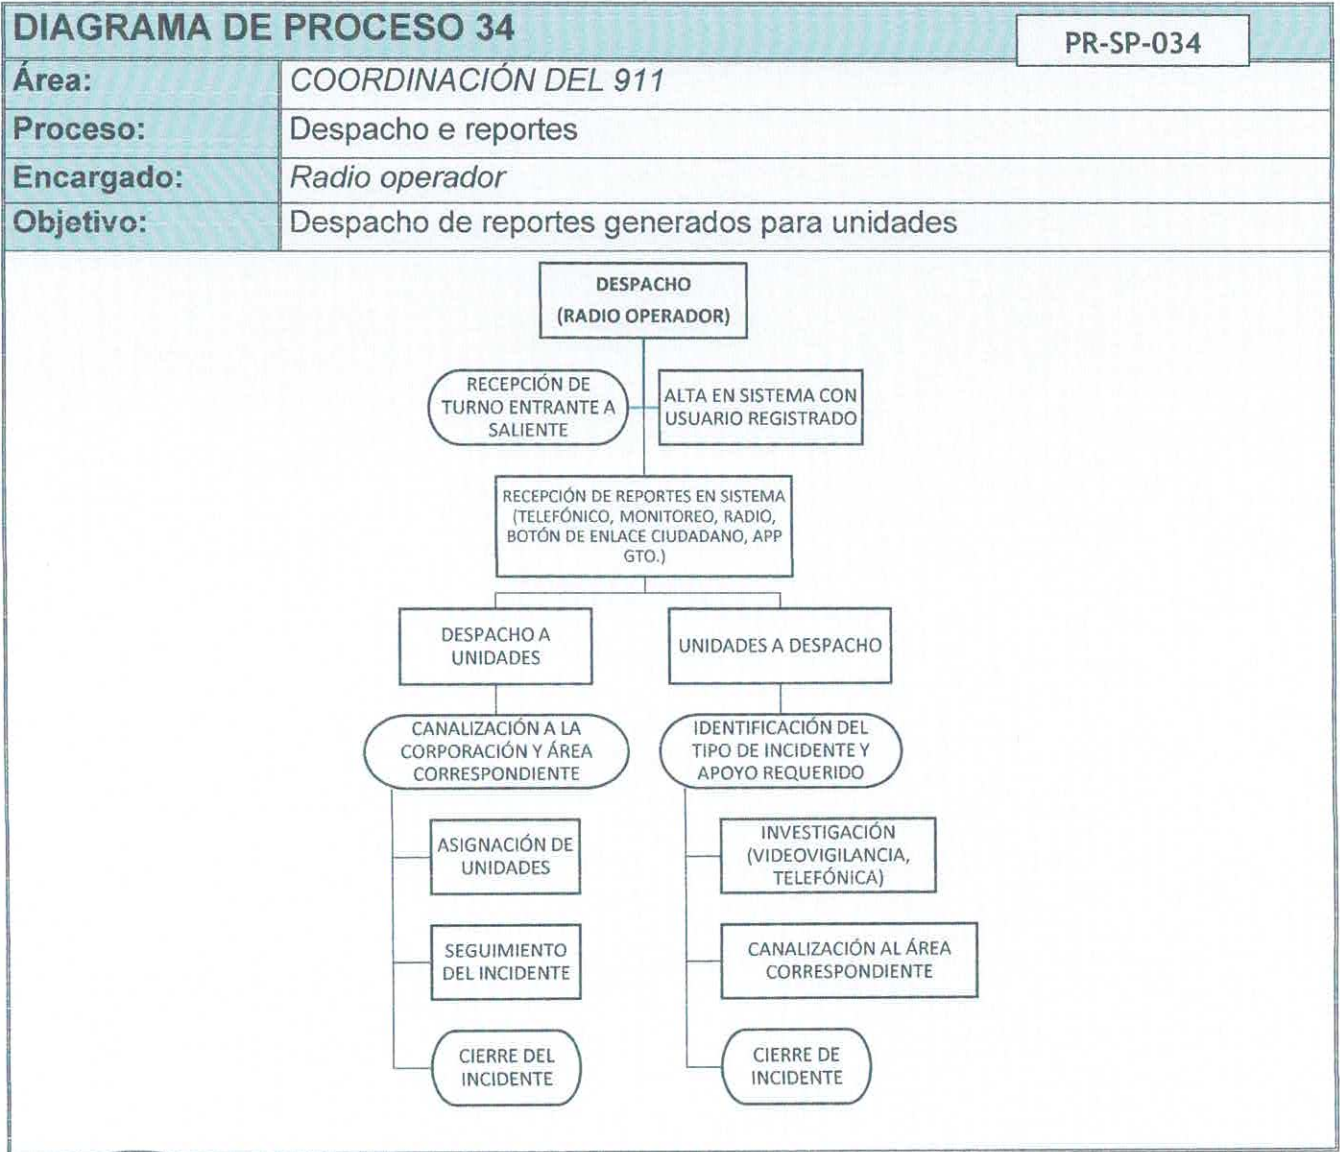 DIAGRAMA DE PROCESO 34
PR-SP-034
Área: COORDINACIÓN DEL 911
Proceso: Despacho e reportes
Encargado: Radio operador
Objetivo: Despacho de reportes generados para unidades
DESPACHO
(RADIO OPERADOR)
RECEPCIÓN DE
TURNO ENTRANTE A
SALIENTE
ALTA EN SISTEMA CON
USUARIO REGISTRADO
RECEPCIÓN DE REPORTES EN SISTEMA
(TELEFÓNICO, MONITOREO, RADIO,
BOTÓN DE ENLACE CIUDADANO, APP
GTO.)
DESPACHO A
UNIDADES
UNIDADES A DESPACHO
CANALIZACIÓN A LA
CORPORACIÓN Y ÁREA
CORRESPONDIENTE
IDENTIFICACIÓN DEL
TIPO DE INCIDENTE Y
APOYO REQUERIDO
ASIGNACIÓN DE
UNIDADES
INVESTIGACIÓN
(VIDEOVIGILANCIA,
TELEFÓNICA)
SEGUIMIENTO
DEL INCIDENTE
CANALIZACIÓN AL ÁREA
CORRESPONDIENTE
CIERRE DEL
INCIDENTE
CIERRE DE
INCIDENTE